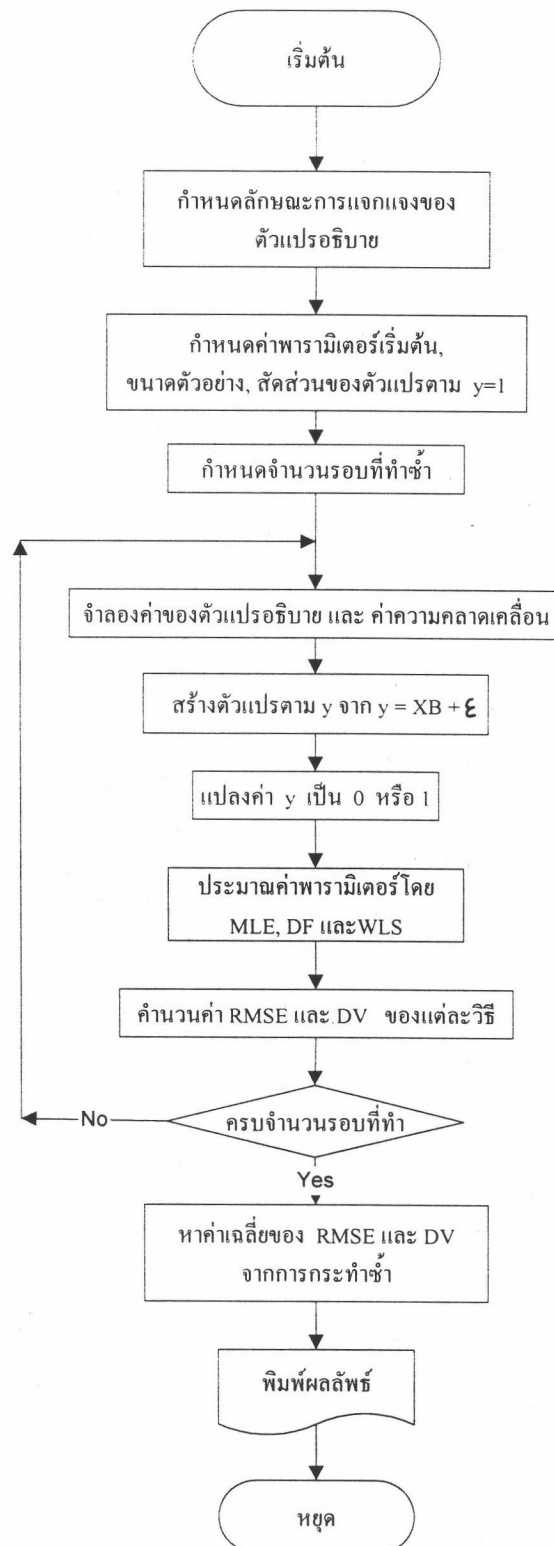 เริ่มต้น
กำหนดลักษณะการแจกแจงของ
ตัวแปรอธิบาย
กำหนดค่าพารามิเตอร์เริ่มต้น,
ขนาดตัวอย่าง, สัดส่วนของตัวแปรตาม y=1
กำหนดจำนวนรอบที่ทำซ้ำ
จำลองค่าของตัวแปรอธิบาย และ ค่าความคลาดเคลื่อน
สร้างตัวแปรตาม y จาก y = XB + ε
แปลงค่า y เป็น 0 หรือ 1
ประมาณค่าพารามิเตอร์โดย
MLE, DF และWLS
คำนวนค่า RMSE และ DV ของแต่ละวิธี
No
ครบจำนวนรอบที่ทำ
Yes
หาค่าเฉลี่ยของ RMSE และ DV
จากการกระทำซ้ำ
พิมพ์ผลลัพธ์
หยุด